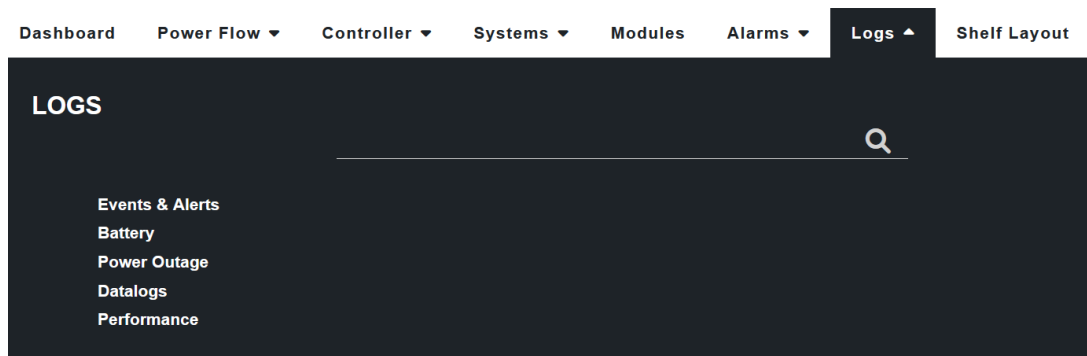 Dashboard Power Flow Controller Systems Modules Alarms Logs Shelf Layout
LOGS
Events & Alerts
Battery
Power Outage
Datalogs
Performance